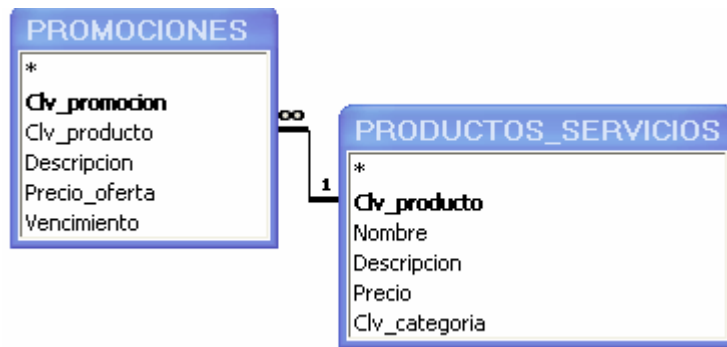 PROMOCIONES
*
Clv_promocion
Clv_producto
Descripcion
Precio_oferta
Vencimiento
∞
1
PRODUCTOS_SERVICIOS
*
Clv_producto
Nombre
Descripcion
Precio
Clv_categoria